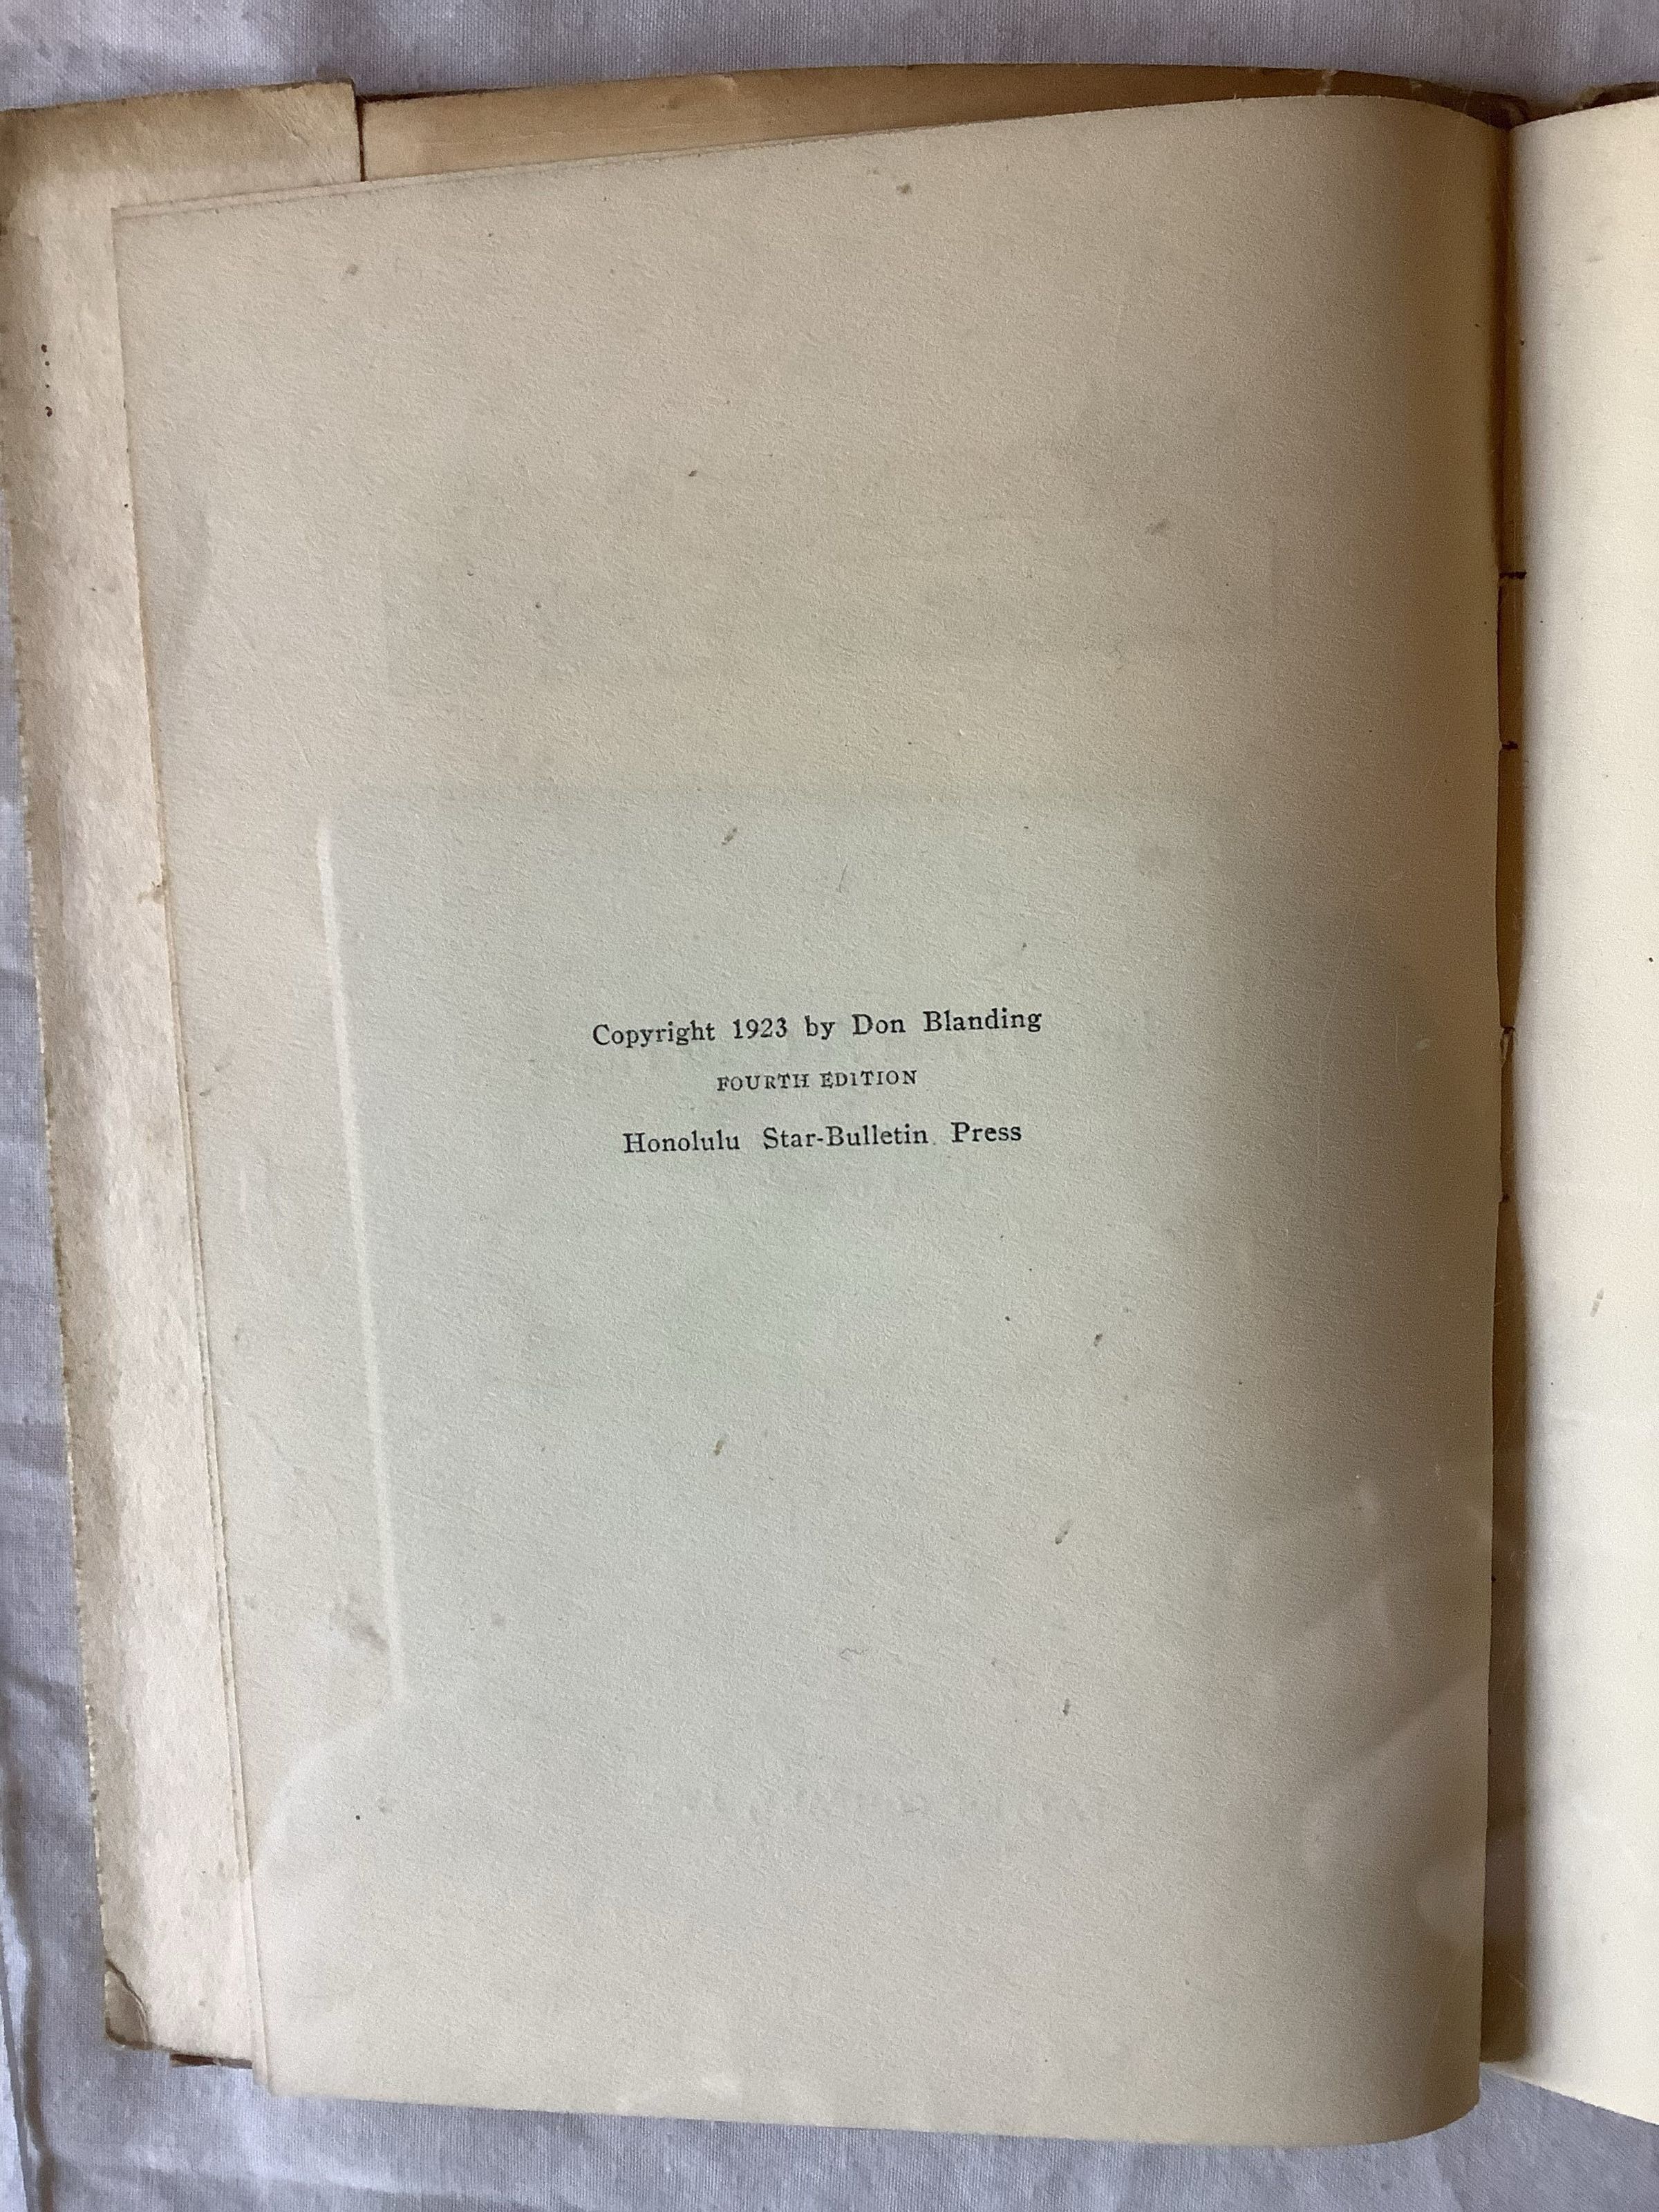 Copyright 1923 by Don Blanding
FOURTH EDITION
Honolulu Star-Bulletin Press